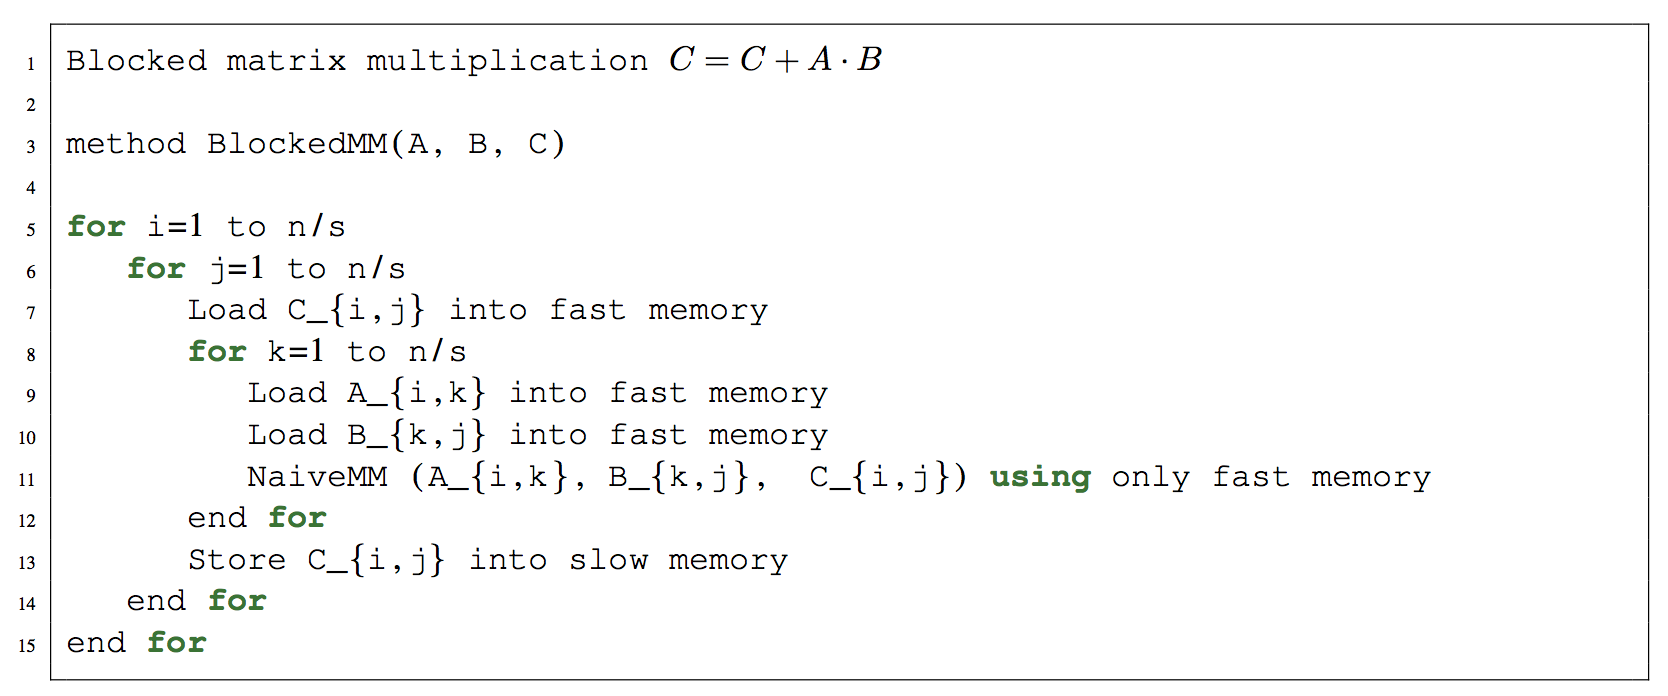 1 Blocked matrix multiplication C = C + A · B
2
3 method BlockedMM(A, B, C)
4
5 for i=1 to n/s
6 for j=1 to n/s
7 Load C_{i,j} into fast memory
8 for k=1 to n/s
9 Load A_{i,k} into fast memory
10 Load B_{k,j} into fast memory
11 NaiveMM (A_{i,k}, B_{k,j}, C_{i,j}) using only fast memory
12 end for
13 Store C_{i,j} into slow memory
14 end for
15 end for